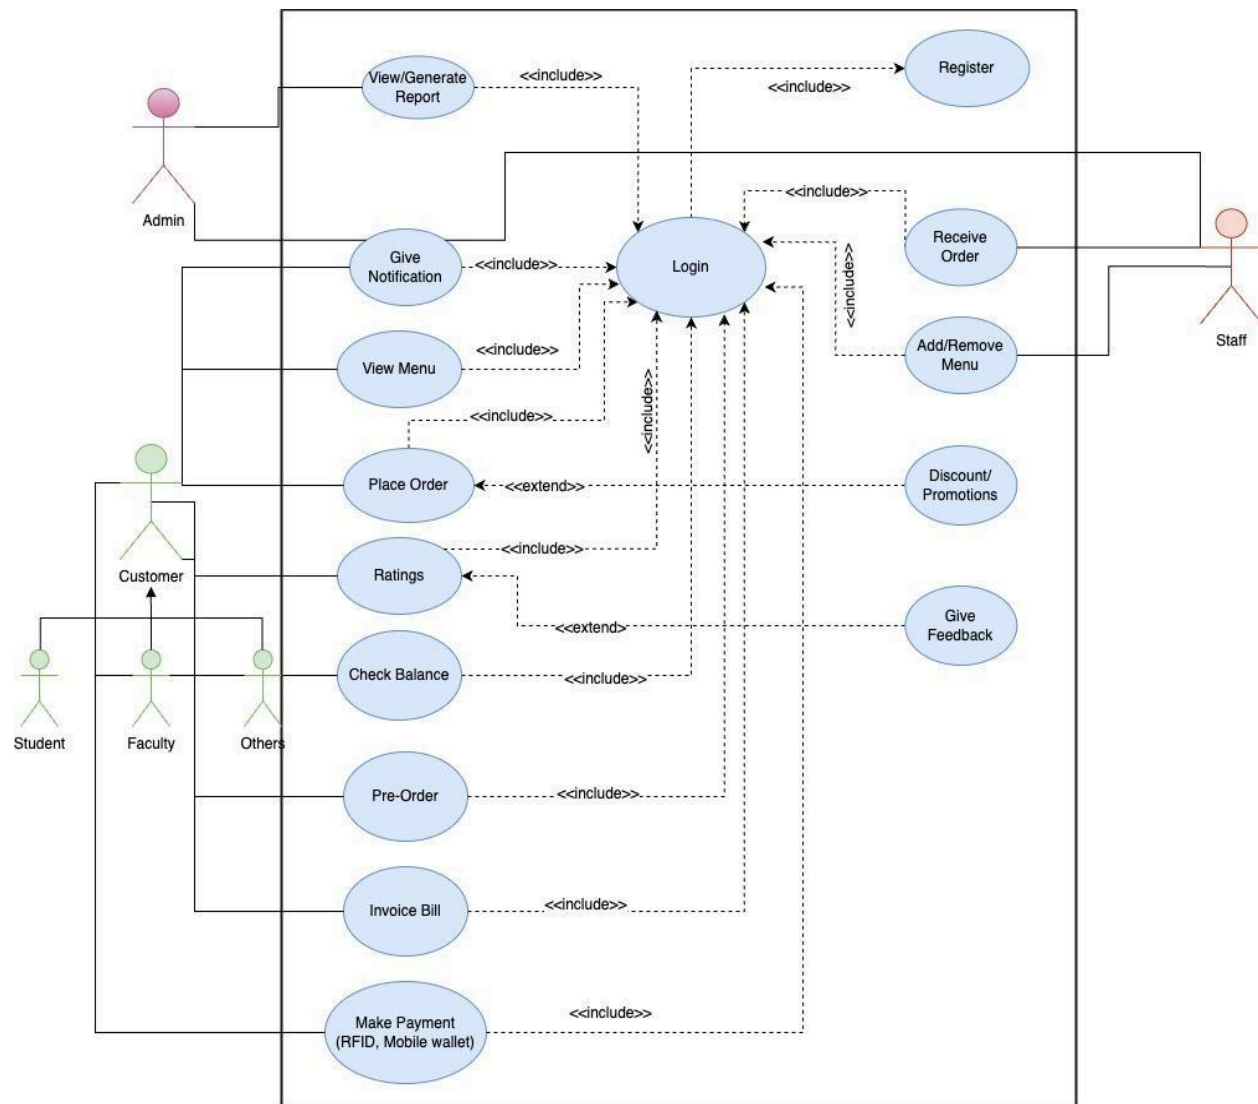 View/Generate
Report
<<include>>
Register
<<include>>
Admin
<<include>>
Receive
Order
Give
Notification
<<include>>
Login
<<include>>
Staff
View Menu
<<include>>
Add/Remove
Menu
<<include>>
<<include>>
Place Order
<<extend>>
Discount/
Promotions
Customer
Ratings
<<include>>
Give
Feedback
<<extend>
Check Balance
<<include>>
Student
Faculty
Others
Pre-Order
<<include>>
Invoice Bill
<<include>>
Make Payment
(RFID, Mobile wallet)
<<include>>